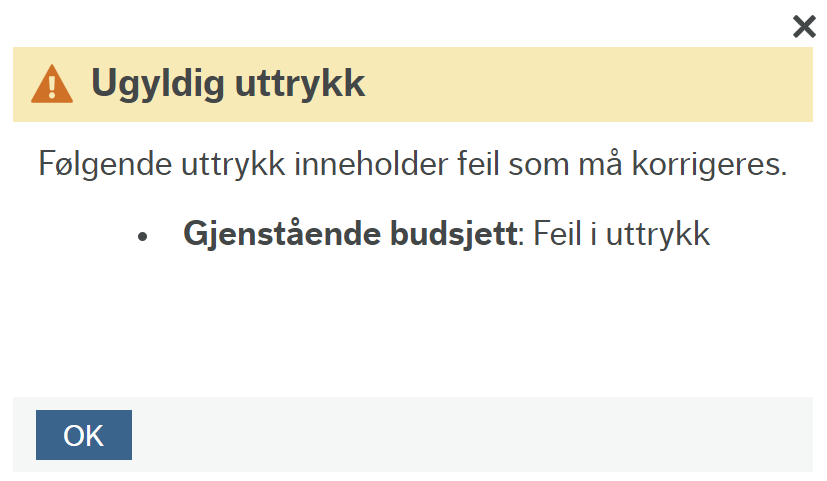 Ugyldig uttrykk
Følgende uttrykk inneholder feil som må korrigeres.
• Gjenstående budsjett: Feil i uttrykk
OK